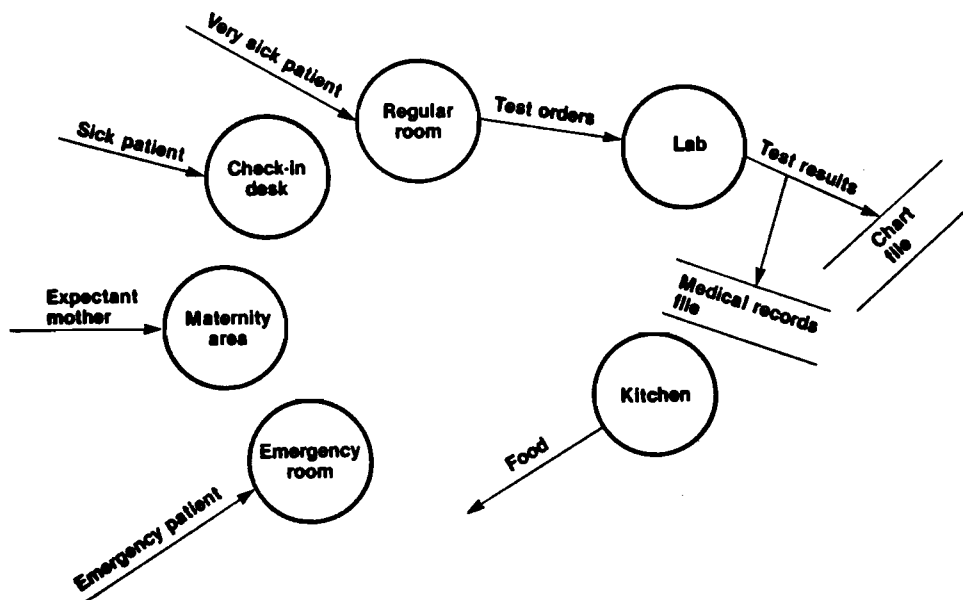 Very sick patient
Regular
room
Test orders
Lab
Test results
Chart
file
Sick patient
Check-in
desk
Medical records
file
Expectant
mother
Maternity
area
Kitchen
Food
Emergency
room
Emergency patient